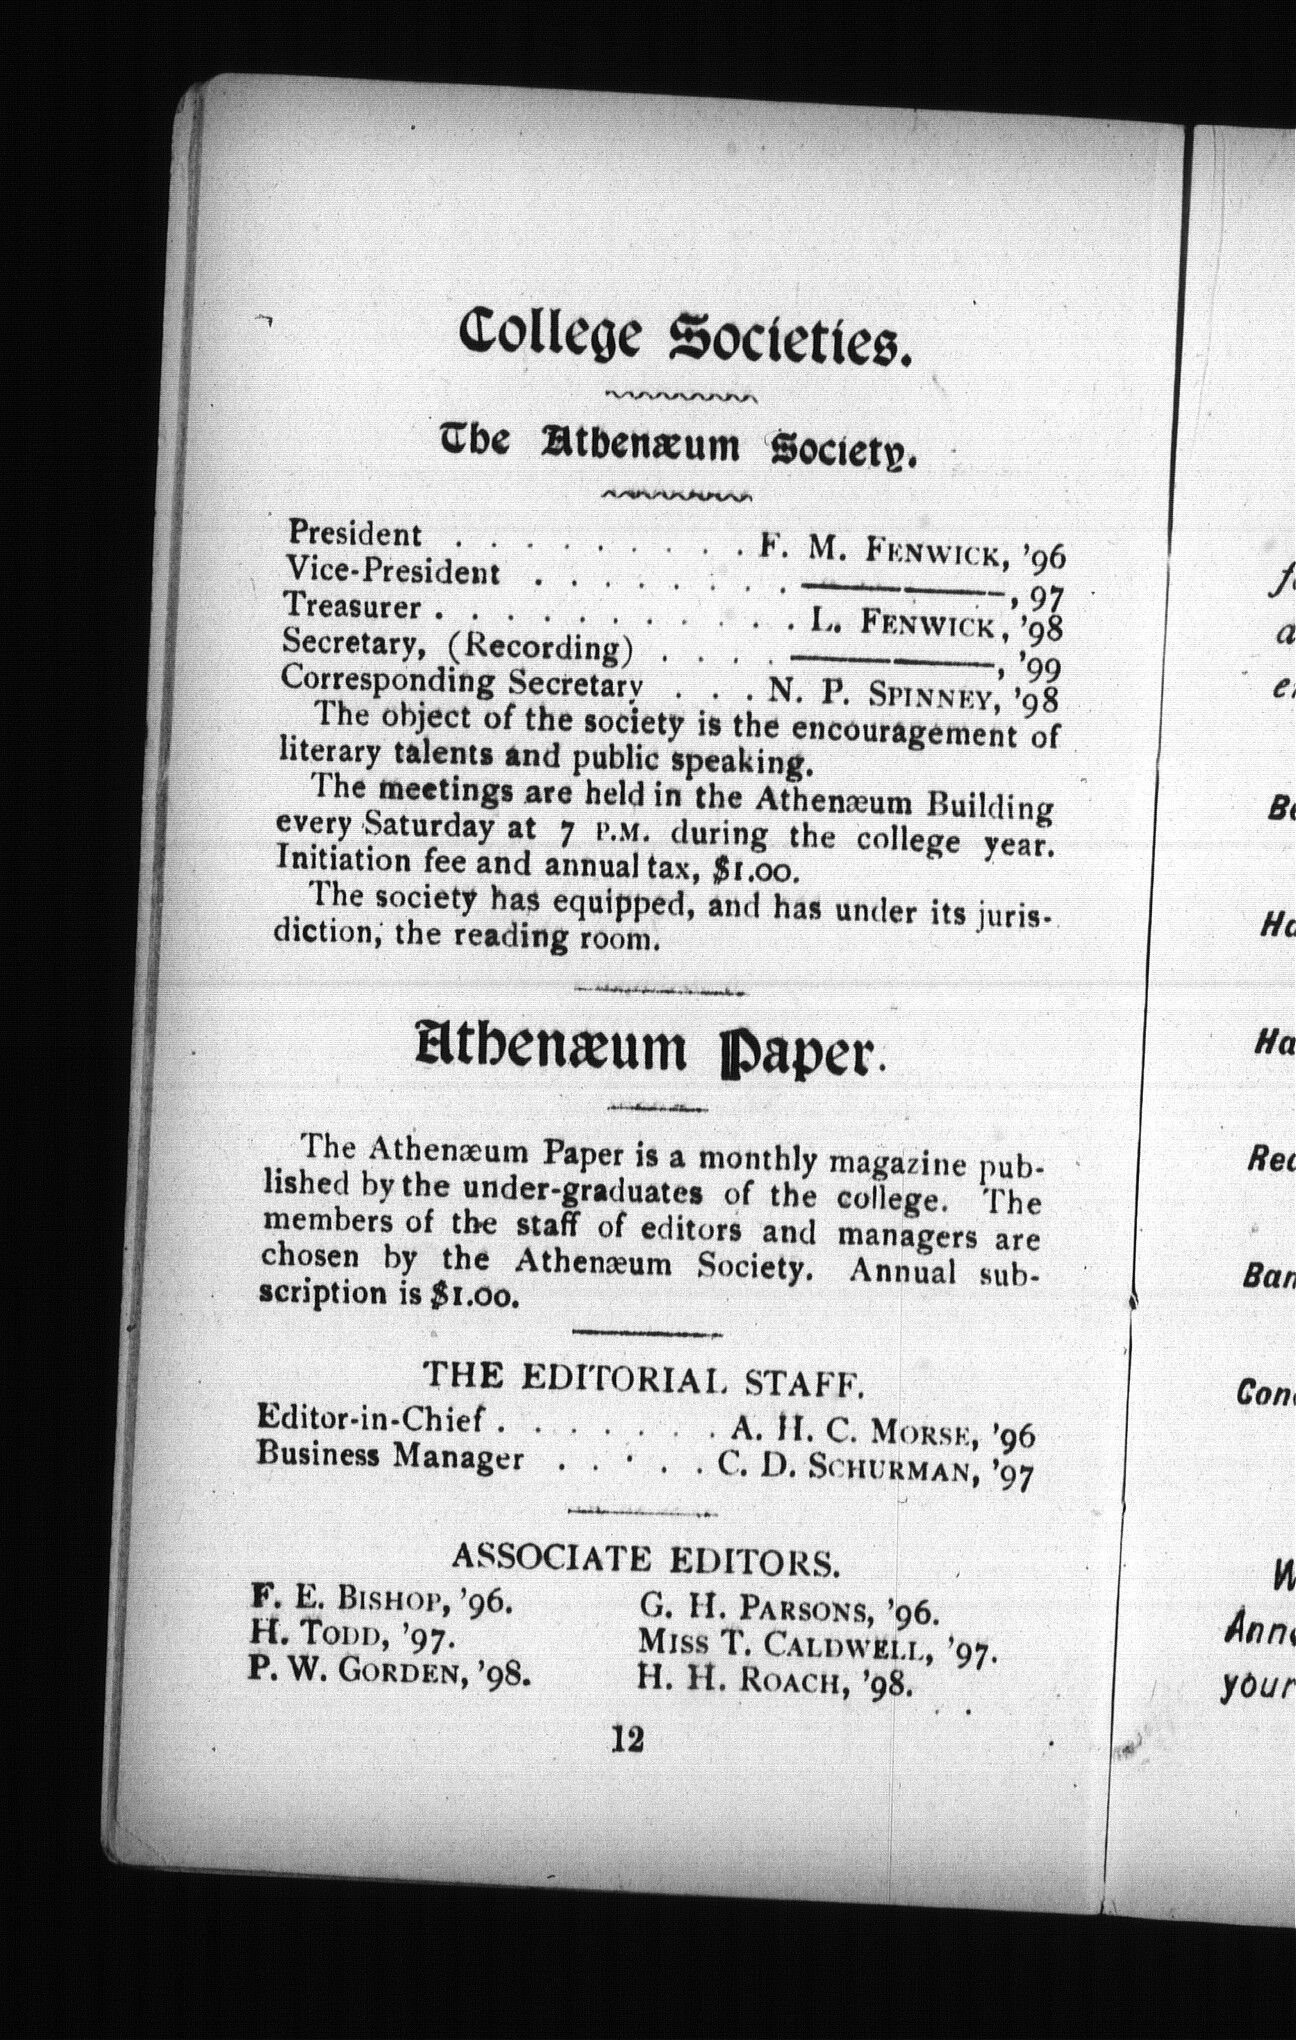 College Societies.
The Athenæum Society.
President . . . . . . . . . F. M. FENWICK, '96
Vice-President . . . . . . . . ————, 97
Treasurer . . . . . . . . . . . L. FENWICK, '98
Secretary, (Recording) . . . . ————, '99
Corresponding Secretary . . . N. P. SPINNEY, '98
The object of the society is the encouragement of
literary talents and public speaking.
The meetings are held in the Athenæum Building
every Saturday at 7 P.M. during the college year.
Initiation fee and annual tax, $1.00.
The society has equipped, and has under its juris-
diction, the reading room.
Athenæum Paper.
The Athenæum Paper is a monthly magazine pub-
lished by the under-graduates of the college. The
members of the staff of editors and managers are
chosen by the Athenæum Society. Annual sub-
scription is $1.00.
THE EDITORIAL STAFF.
Editor-in-Chief . . . . . . . A. H. C. MORSE, '96
Business Manager . . . . . C. D. SCHURMAN, '97
ASSOCIATE EDITORS.
F. E. BISHOP, '96. G. H. PARSONS, '96.
H. TODD, '97. MISS T. CALDWELL, '97.
P. W. GORDEN, '98. H. H. ROACH, '98.
12
your